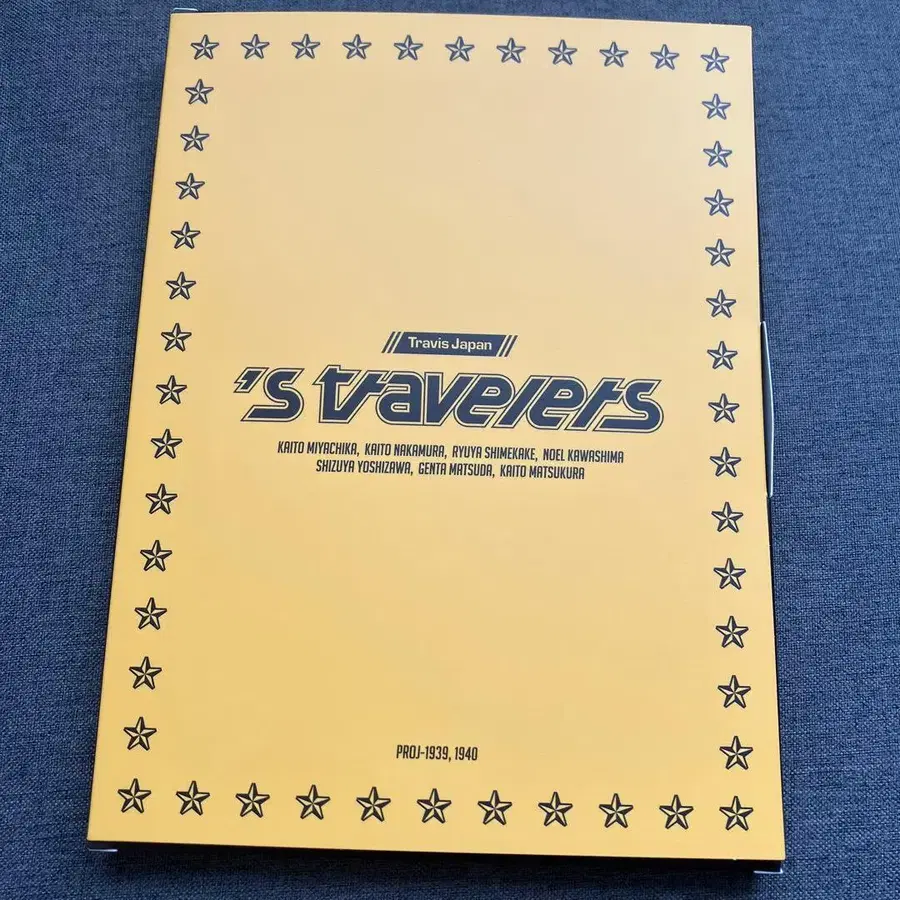 Travis Japan
's travelers
KAITO MIYACHIKA, KAITO NAKAMURA, RYUYA SHIMEKAKE, NOEL KAWASHIMA
SHIZUYA YOSHIZAWA, GENTA MATSUDA, KAITO MATSUKURA
PROJ-1939, 1940